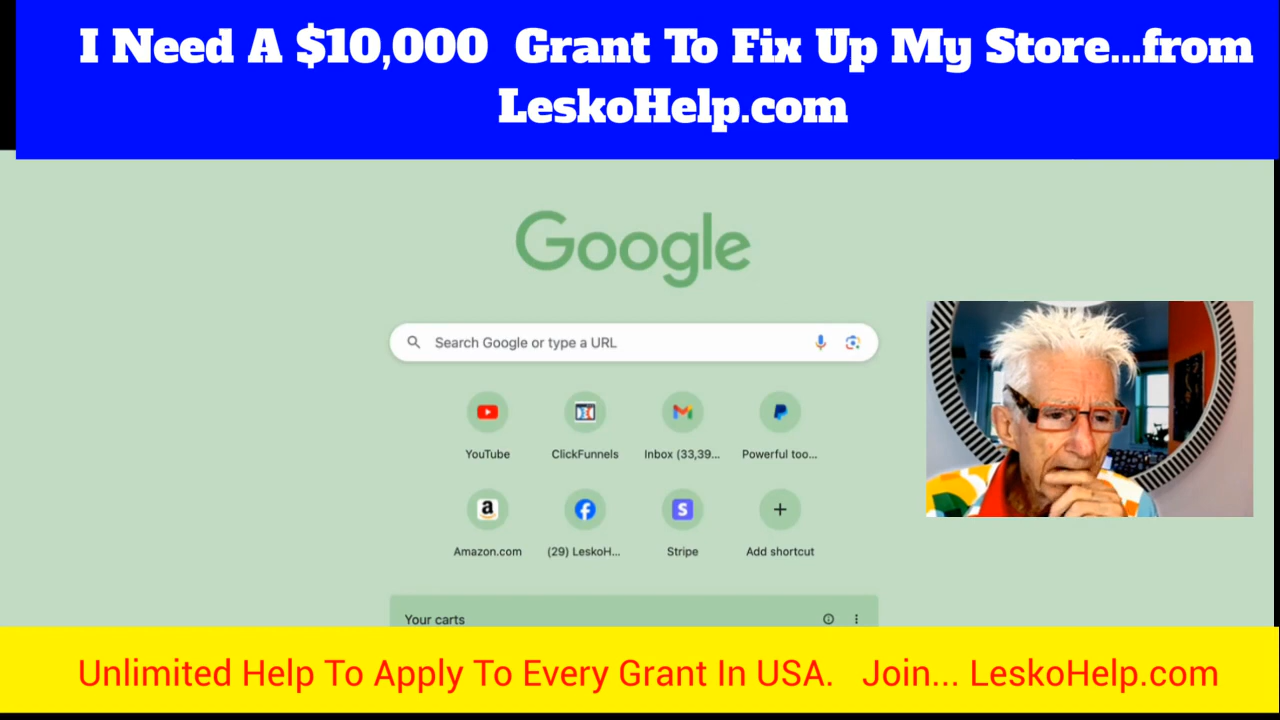 I Need A $10,000 Grant To Fix Up My Store...from
LeskoHelp.com
Google
Search Google or type a URL
YouTube ClickFunnels Inbox (33,39... Powerful too...
a
S
Amazon.com (29) LeskoH... Stripe Add shortcut
Your carts
Unlimited Help To Apply To Every Grant In USA. Join... LeskoHelp.com